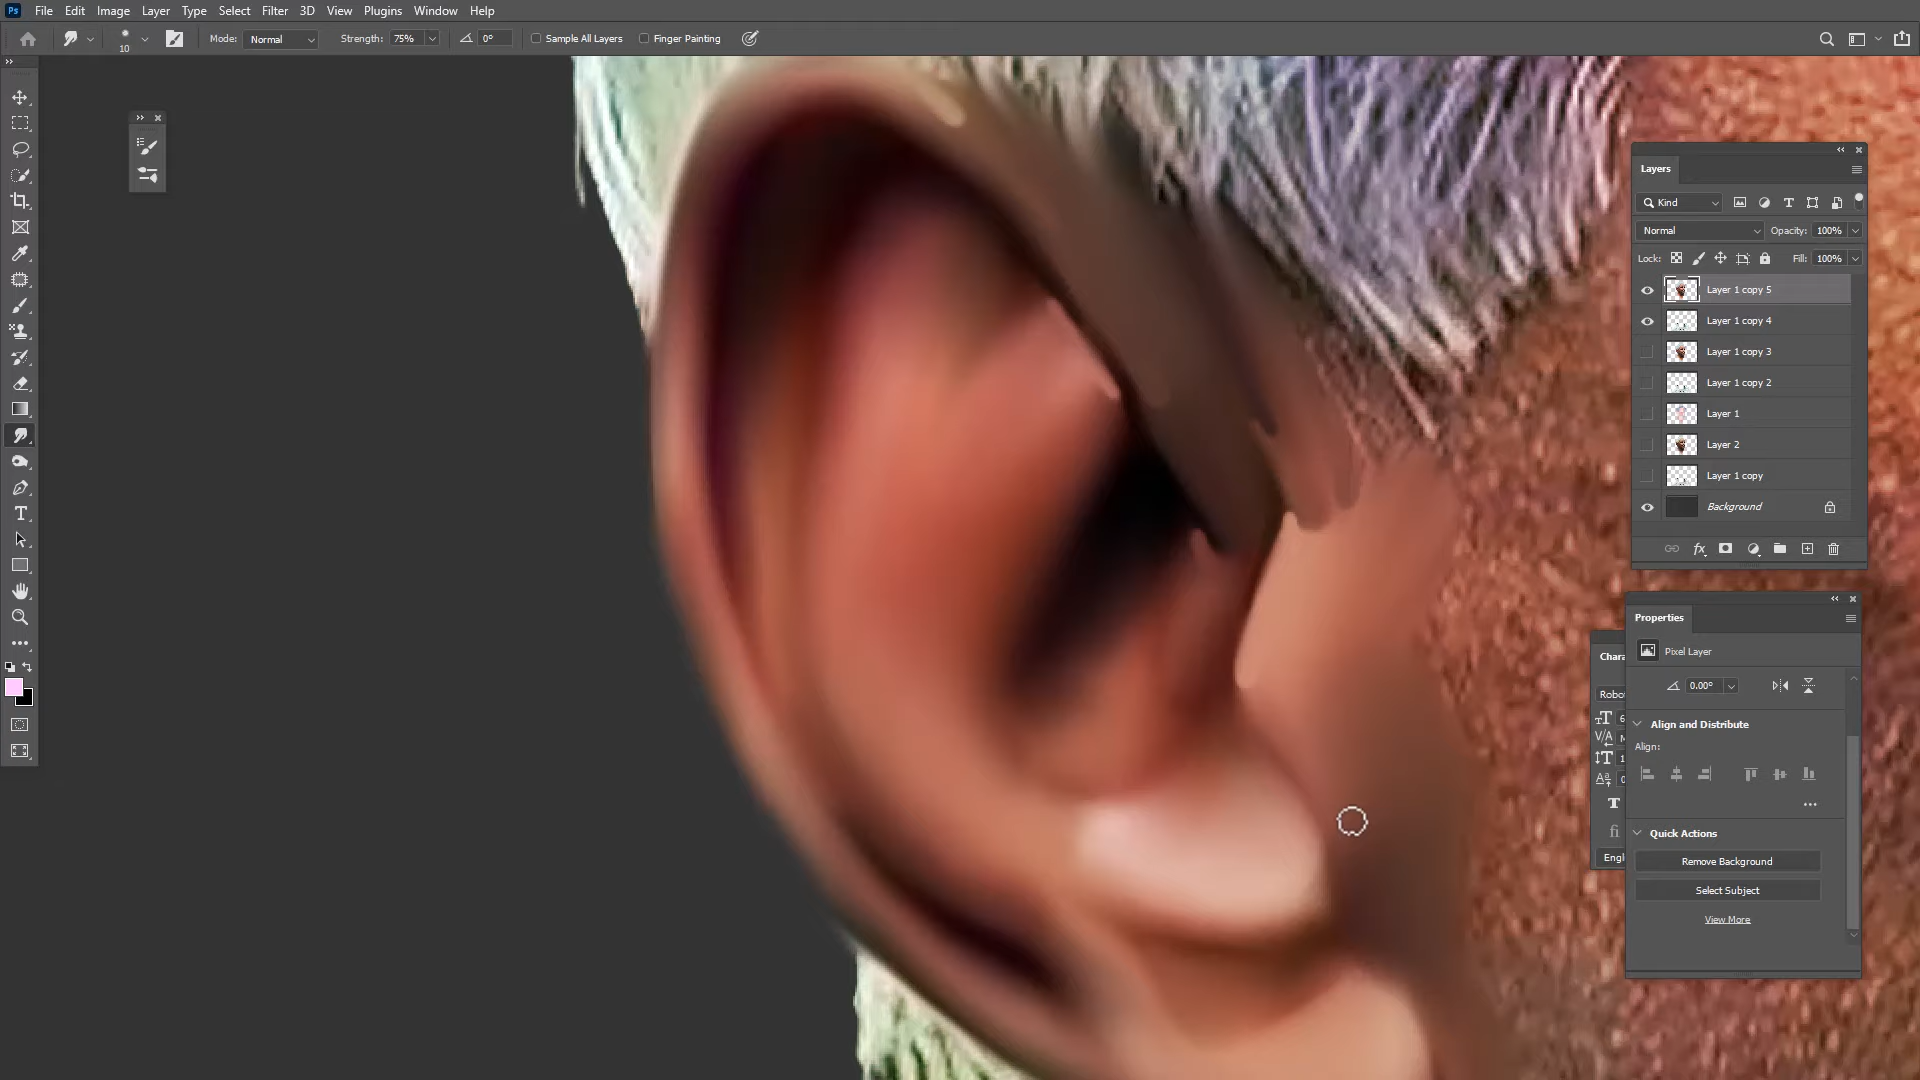 Ps File Edit Image Layer Type Select Filter 3D View Plugins Window Help
10 Mode: Normal Strength: 75% 0° Sample All Layers Finger Painting
Layers
Kind
Normal Opacity: 100%
Lock: Fill: 100%
Layer 1 copy 5
Layer 1 copy 4
Layer 1 copy 3
Layer 1 copy 2
Layer 1
Layer 2
Layer 1 copy
Background
Properties
Chara
Pixel Layer
0.00°
Robot
Align and Distribute
Align:
Quick Actions
Engl
Remove Background
Select Subject
View More